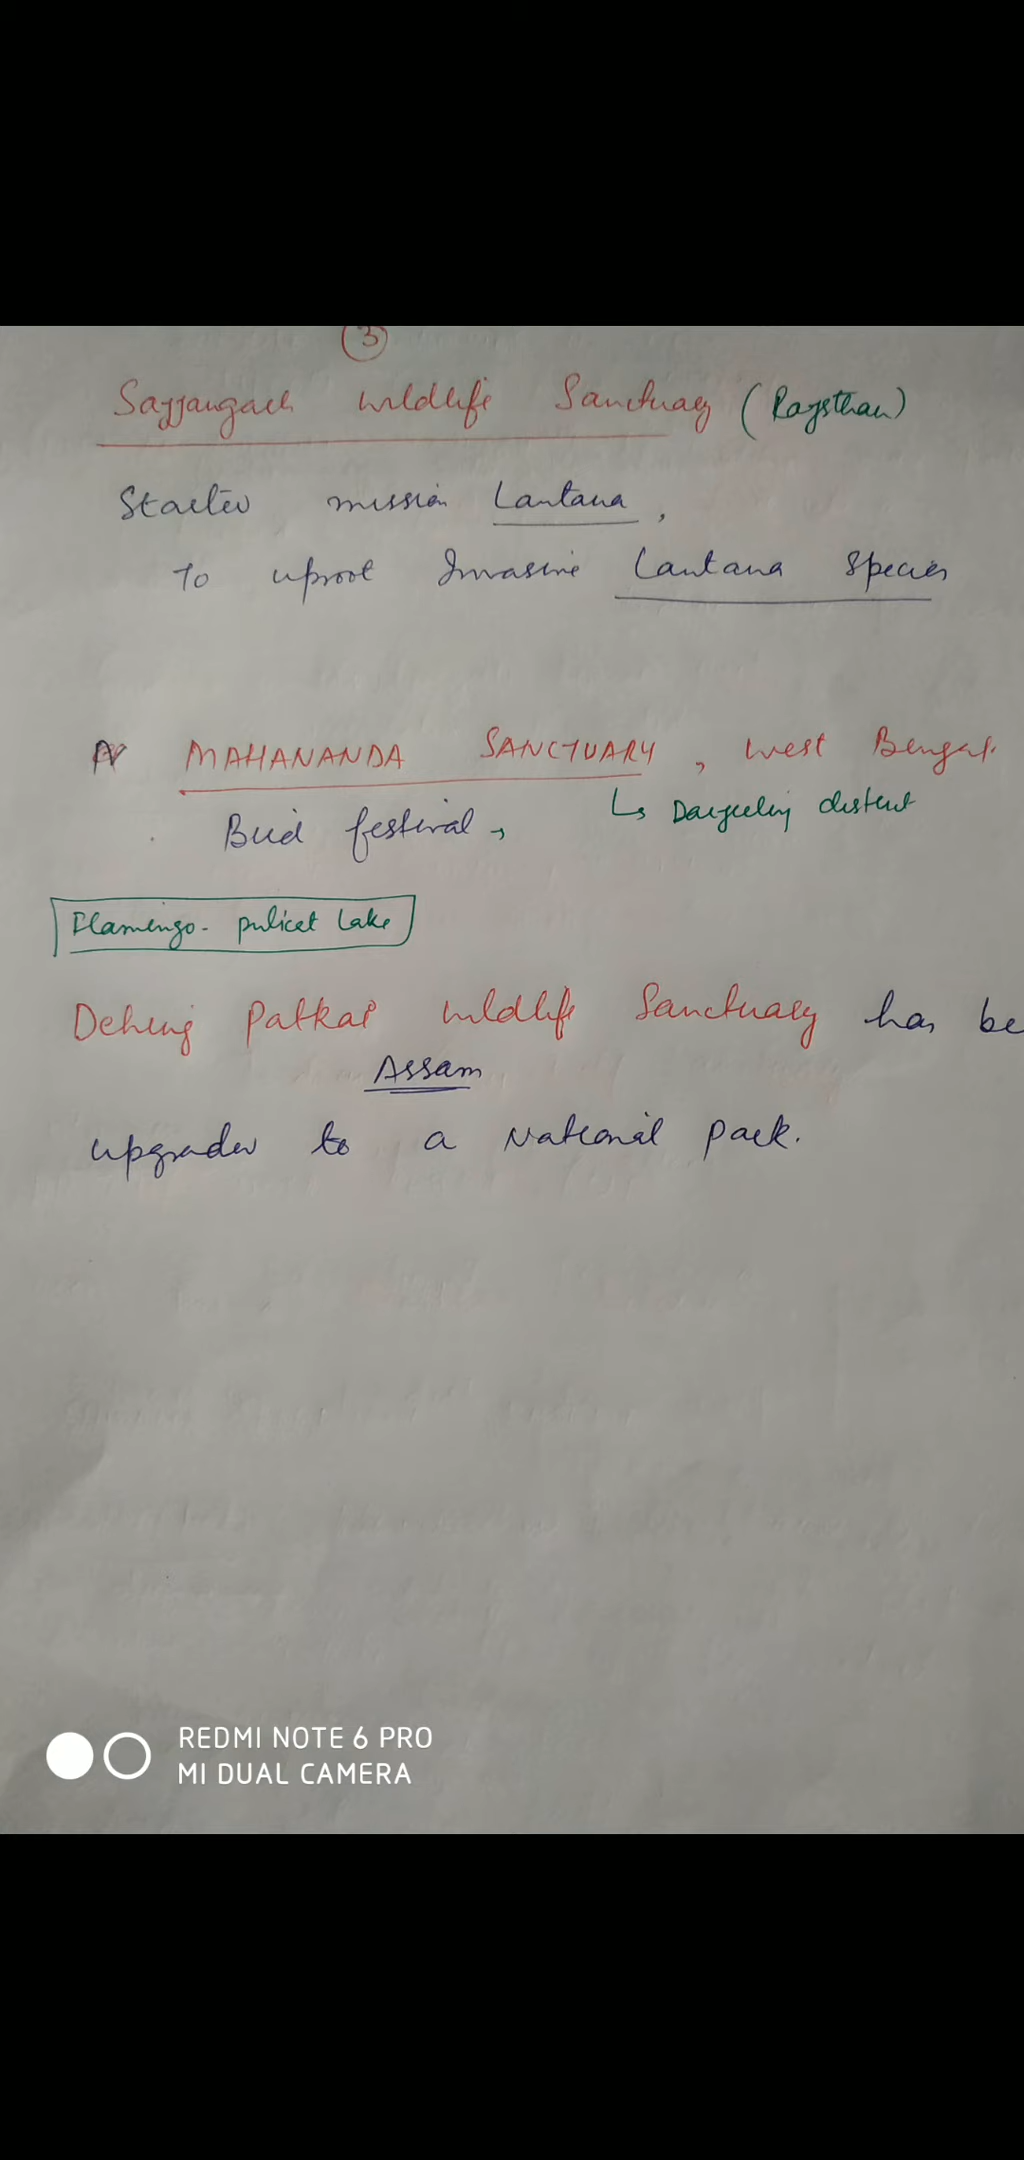 3
Sajjangarh wildlife Sanctuary (Rajsthan)
Started mission Lantana,
To uproot Invasive Lantana Species
MAHANANDA SANCTUARY, West Bengal.
Bird festival, ↳ Darjeeling district
Flamingo - pulicat Lake
Dehing Patkai wildlife Sanctuary has be
Assam
upgraded to a National Park.
REDMI NOTE 6 PRO
MI DUAL CAMERA